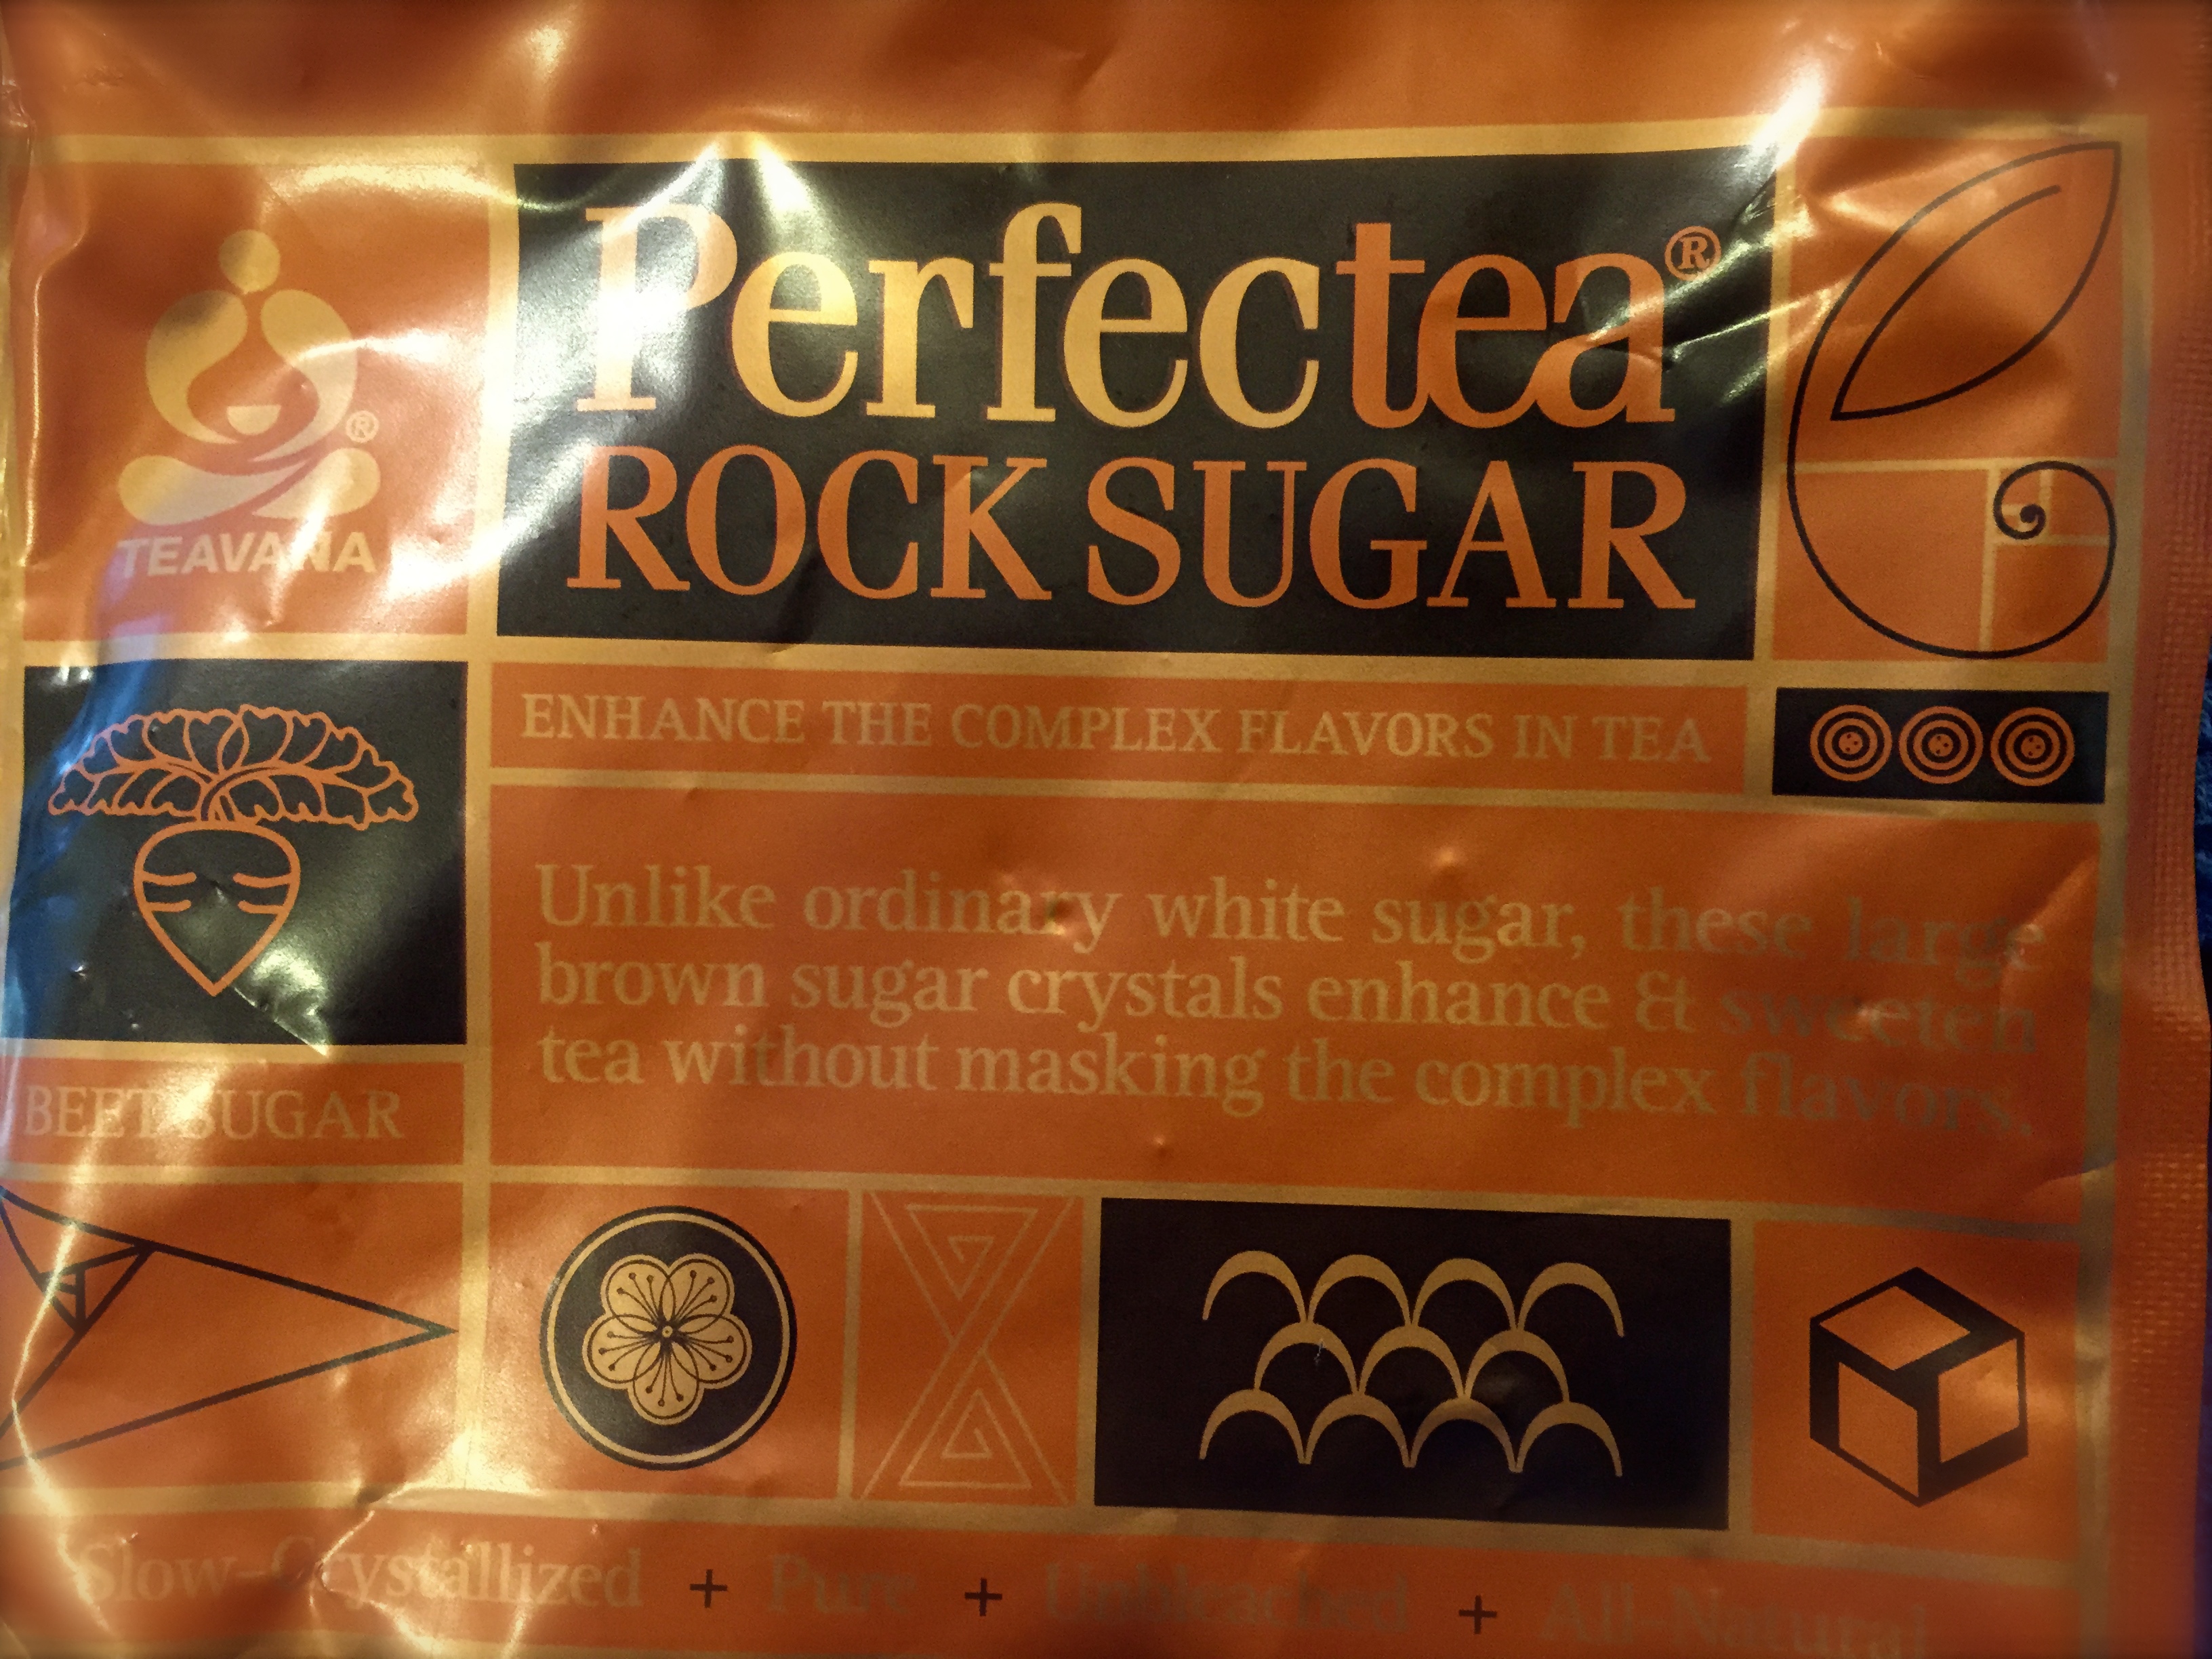 Perfectea®
ROCK SUGAR
®
TEAVANA
ENHANCE THE COMPLEX FLAVORS IN TEA
Unlike ordinary white sugar, these large
brown sugar crystals enhance & sweeten
tea without masking the complex flavors.
BEET SUGAR
Slow-Crystallized + Pure + Unbleached + All-Natural